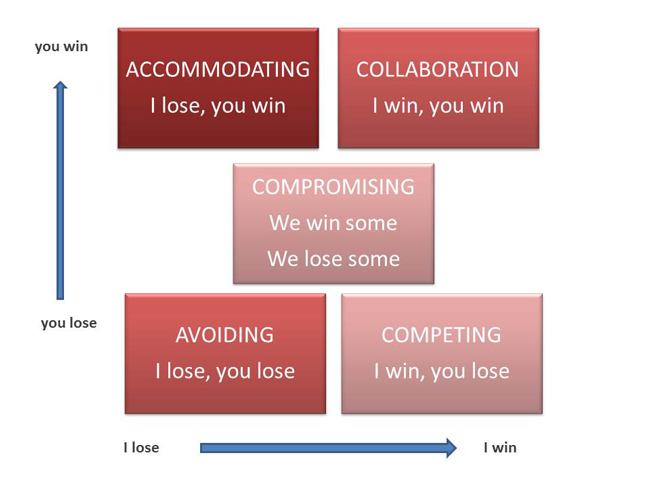 you win
ACCOMMODATING
I lose, you win
COLLABORATION
I win, you win
COMPROMISING
We win some
We lose some
you lose
AVOIDING
I lose, you lose
COMPETING
I win, you lose
I lose
I win